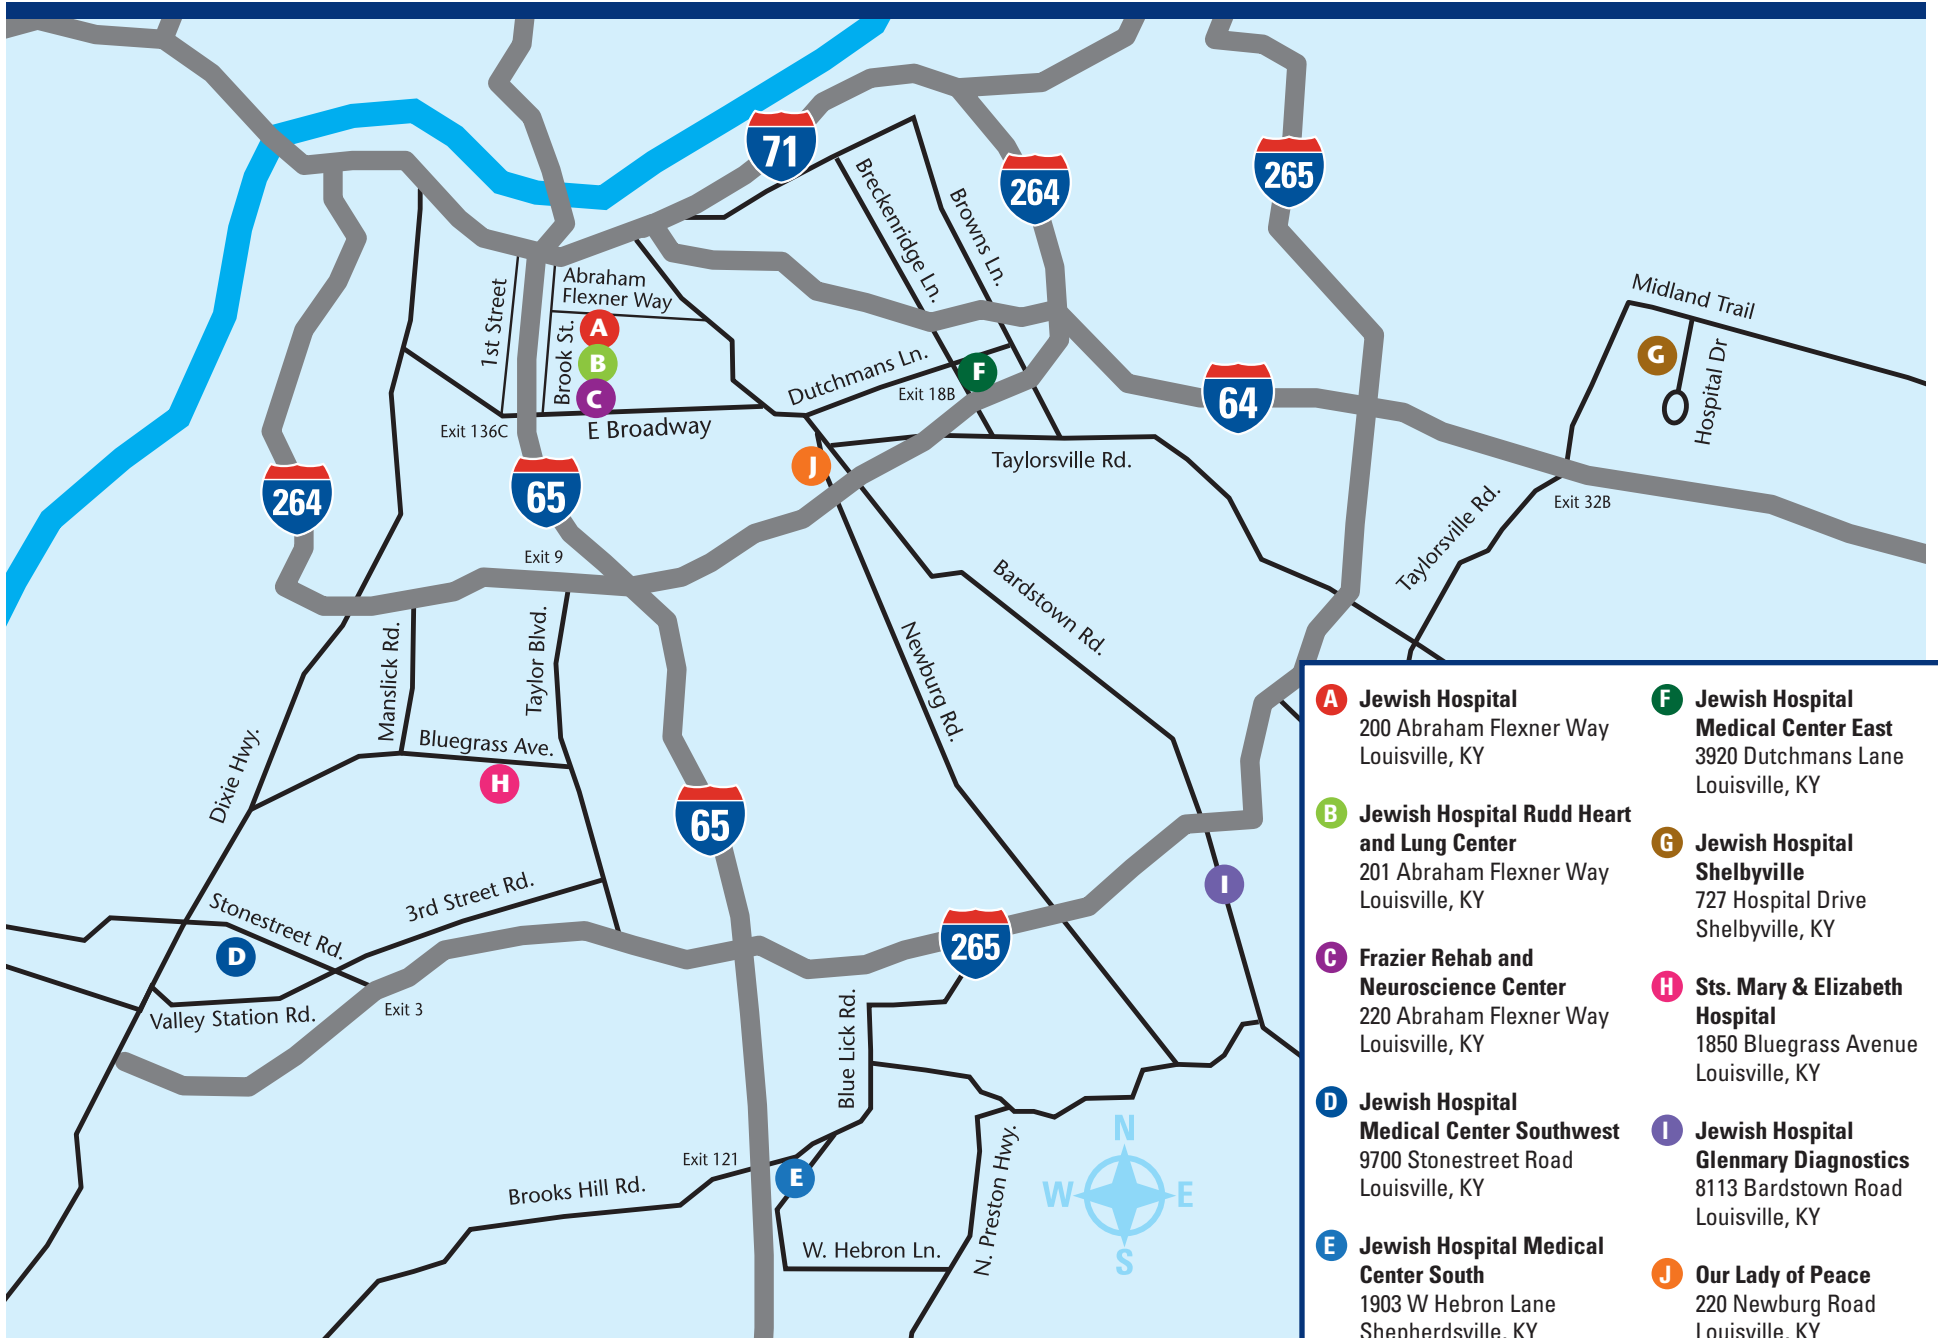 71
264
265
Breckenridge Ln.
Browns Ln.
Abraham
Flexner Way
1st Street
Brook St.
A
B
C
Midland Trail
G
Hospital Dr
Dutchmans Ln.
F
Exit 18B
64
Exit 136C
E Broadway
J
Taylorsville Rd.
264
65
Exit 32B
Taylorsville Rd.
Exit 9
Bardstown Rd.
Manslick Rd.
Taylor Blvd.
Newburg Rd.
Dixie Hwy.
Bluegrass Ave.
H
65
Stonestreet Rd.
3rd Street Rd.
I
D
265
Valley Station Rd.
Exit 3
Blue Lick Rd.
Exit 121
E
Brooks Hill Rd.
N. Preston Hwy.
W. Hebron Ln.
N
W
E
S
A Jewish Hospital
200 Abraham Flexner Way
Louisville, KY
B Jewish Hospital Rudd Heart
and Lung Center
201 Abraham Flexner Way
Louisville, KY
C Frazier Rehab and
Neuroscience Center
220 Abraham Flexner Way
Louisville, KY
D Jewish Hospital
Medical Center Southwest
9700 Stonestreet Road
Louisville, KY
E Jewish Hospital Medical
Center South
1903 W Hebron Lane
Shepherdsville, KY
F Jewish Hospital
Medical Center East
3920 Dutchmans Lane
Louisville, KY
G Jewish Hospital
Shelbyville
727 Hospital Drive
Shelbyville, KY
H Sts. Mary & Elizabeth
Hospital
1850 Bluegrass Avenue
Louisville, KY
I Jewish Hospital
Glenmary Diagnostics
8113 Bardstown Road
Louisville, KY
J Our Lady of Peace
220 Newburg Road
Louisville, KY